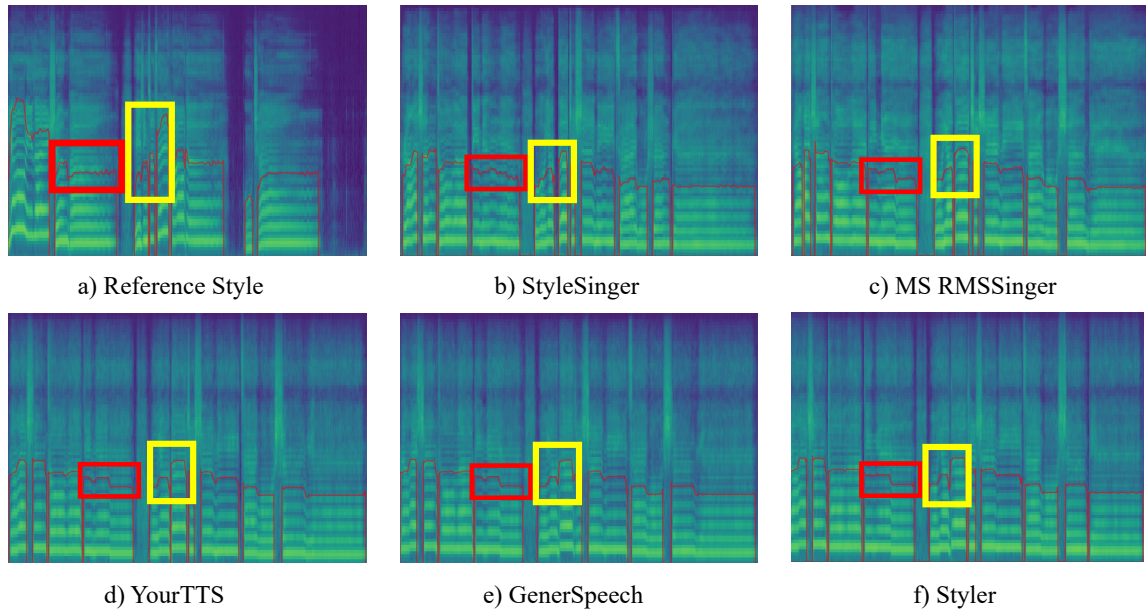 a) Reference Style
b) StyleSinger
c) MS RMSSinger
d) YourTTS
e) GenerSpeech
f) Styler